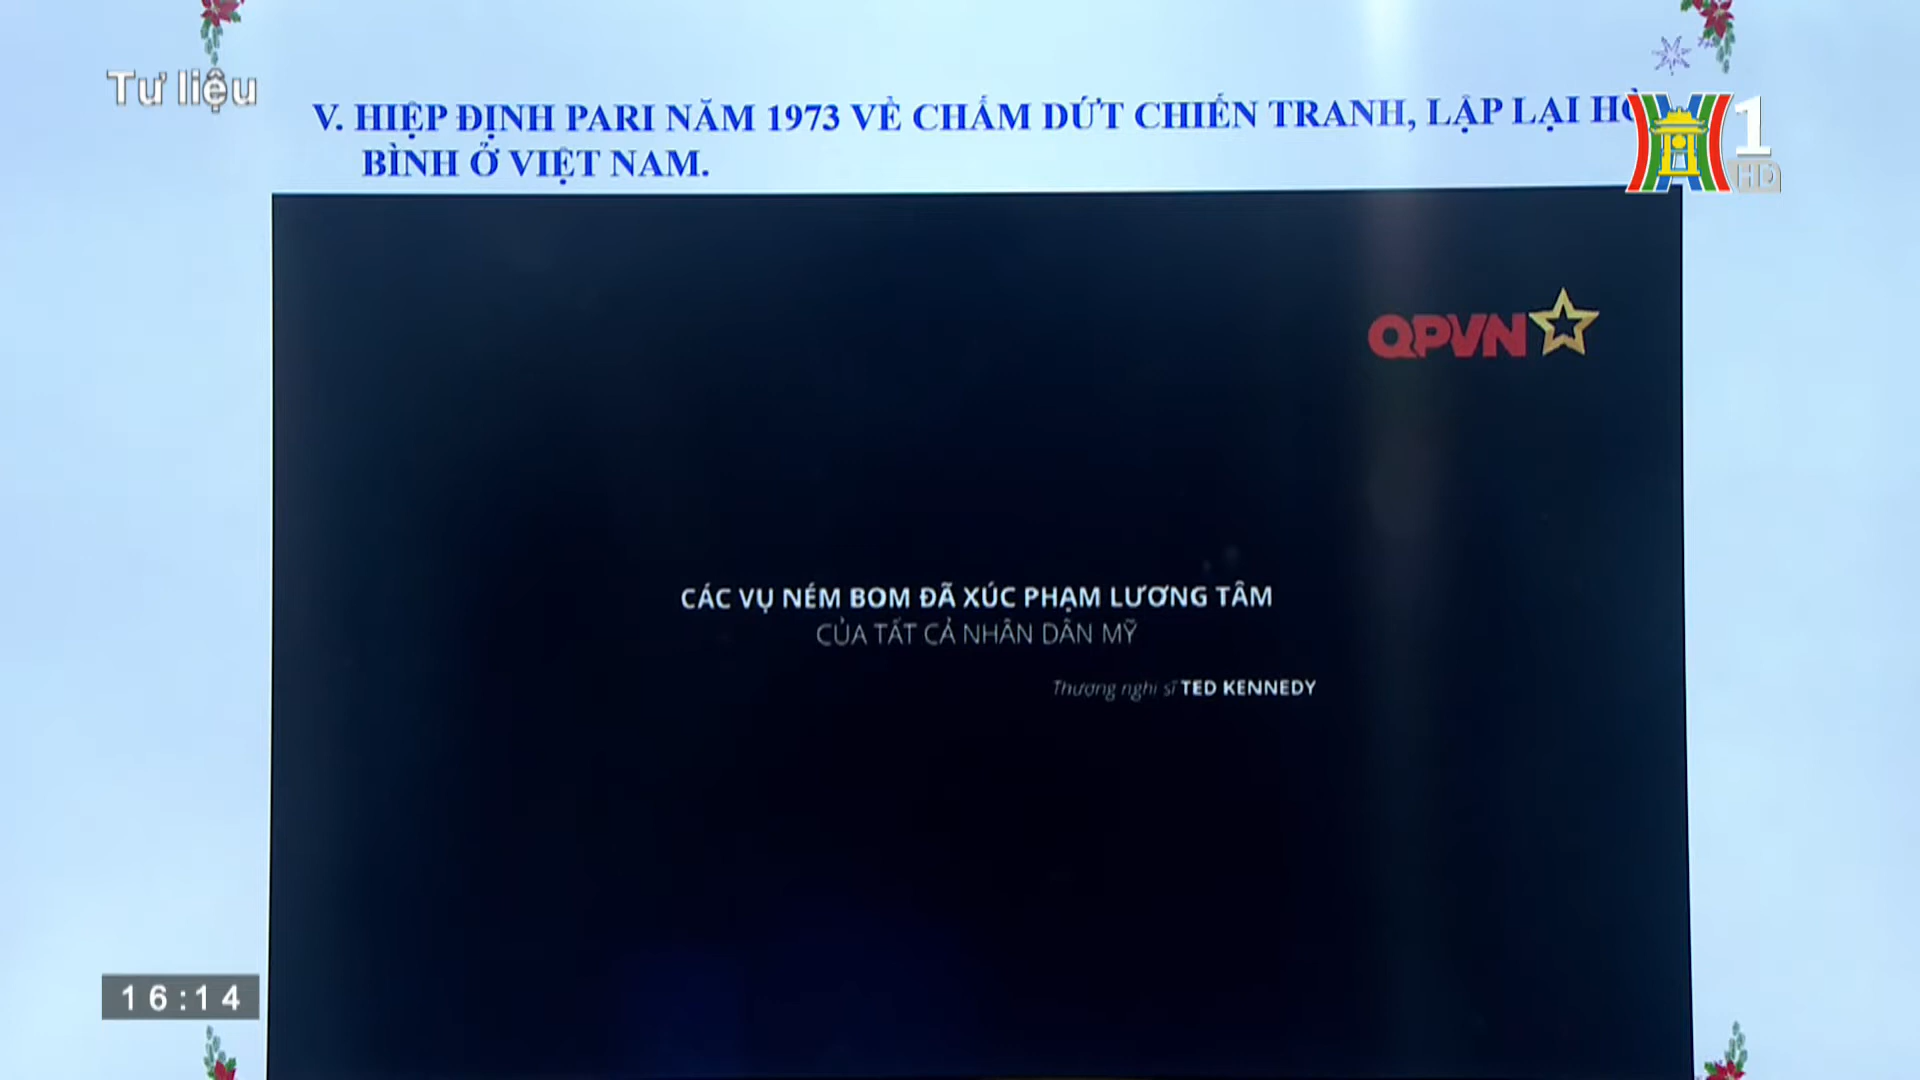 Tư liệu
V. HIỆP ĐỊNH PARI NĂM 1973 VỀ CHẤM DỨT CHIẾN TRANH, LẬP LẠI HÒ
BÌNH Ở VIỆT NAM.
1
HD
QPVN
CÁC VỤ NÉM BOM ĐÃ XÚC PHẠM LƯƠNG TÂM
CỦA TẤT CẢ NHÂN DÂN MỸ
Thượng nghị sĩ TED KENNEDY
16:14